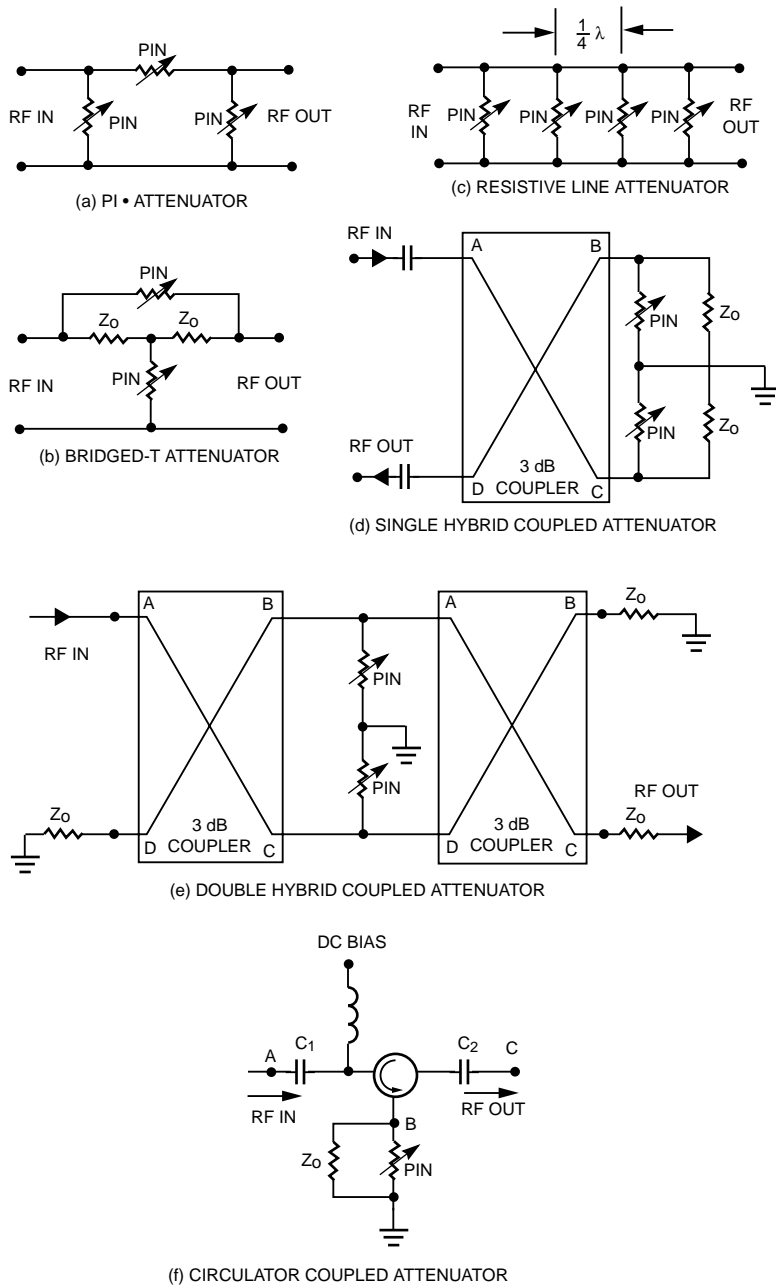 PIN
RF IN
PIN
PIN
RF OUT
(a) PI • ATTENUATOR
1/4 λ
RF IN
PIN
PIN
PIN
PIN
RF OUT
(c) RESISTIVE LINE ATTENUATOR
PIN
Zo
Zo
RF IN
PIN
RF OUT
(b) BRIDGED-T ATTENUATOR
RF IN
A
B
PIN
Zo
PIN
Zo
RF OUT
D
3 dB
COUPLER
C
(d) SINGLE HYBRID COUPLED ATTENUATOR
A
B
A
B
Zo
RF IN
PIN
PIN
RF OUT
Zo
Zo
D
3 dB
COUPLER
C
D
3 dB
COUPLER
C
(e) DOUBLE HYBRID COUPLED ATTENUATOR
DC BIAS
A
C1
C2
C
RF IN
RF OUT
B
Zo
PIN
(f) CIRCULATOR COUPLED ATTENUATOR